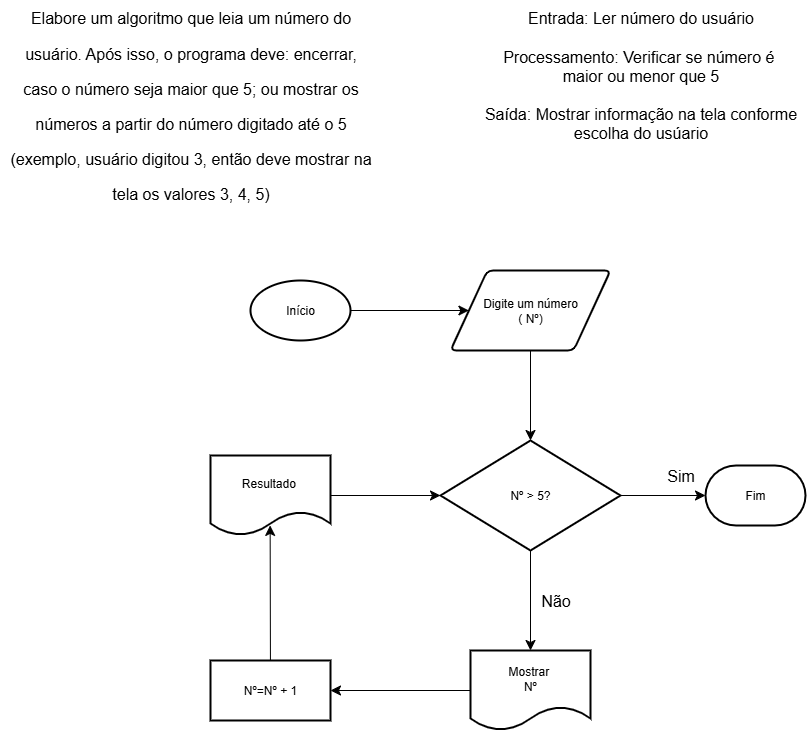 Elabore um algoritmo que leia um número do
usuário. Após isso, o programa deve: encerrar,
caso o número seja maior que 5; ou mostrar os
números a partir do número digitado até o 5
(exemplo, usuário digitou 3, então deve mostrar na
tela os valores 3, 4, 5)
Entrada: Ler número do usuário
Processamento: Verificar se número é
maior ou menor que 5
Saída: Mostrar informação na tela conforme
escolha do usúario
Início
Digite um número
( Nº)
Resultado
Nº > 5?
Sim
Fim
Não
Mostrar
Nº
Nº=Nº + 1